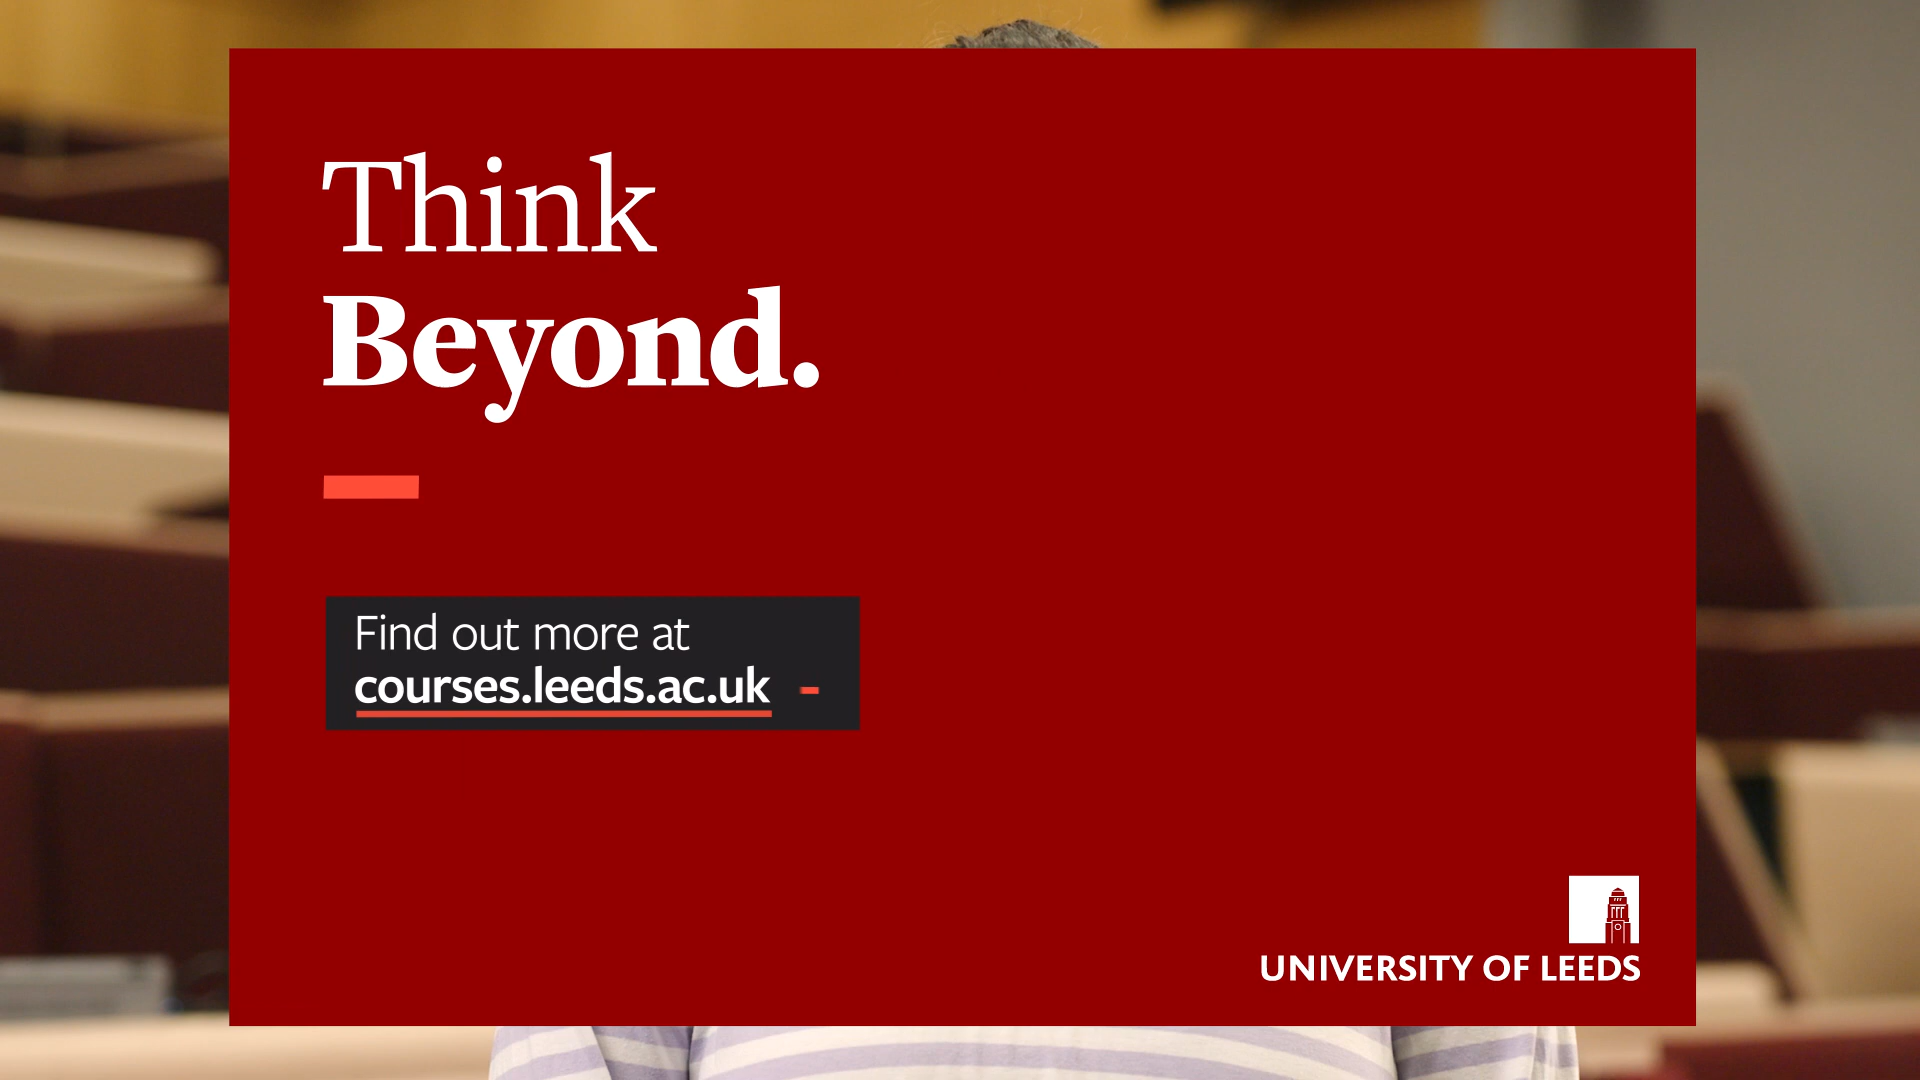 Think
Beyond.
Find out more at
courses.leeds.ac.uk
UNIVERSITY OF LEEDS